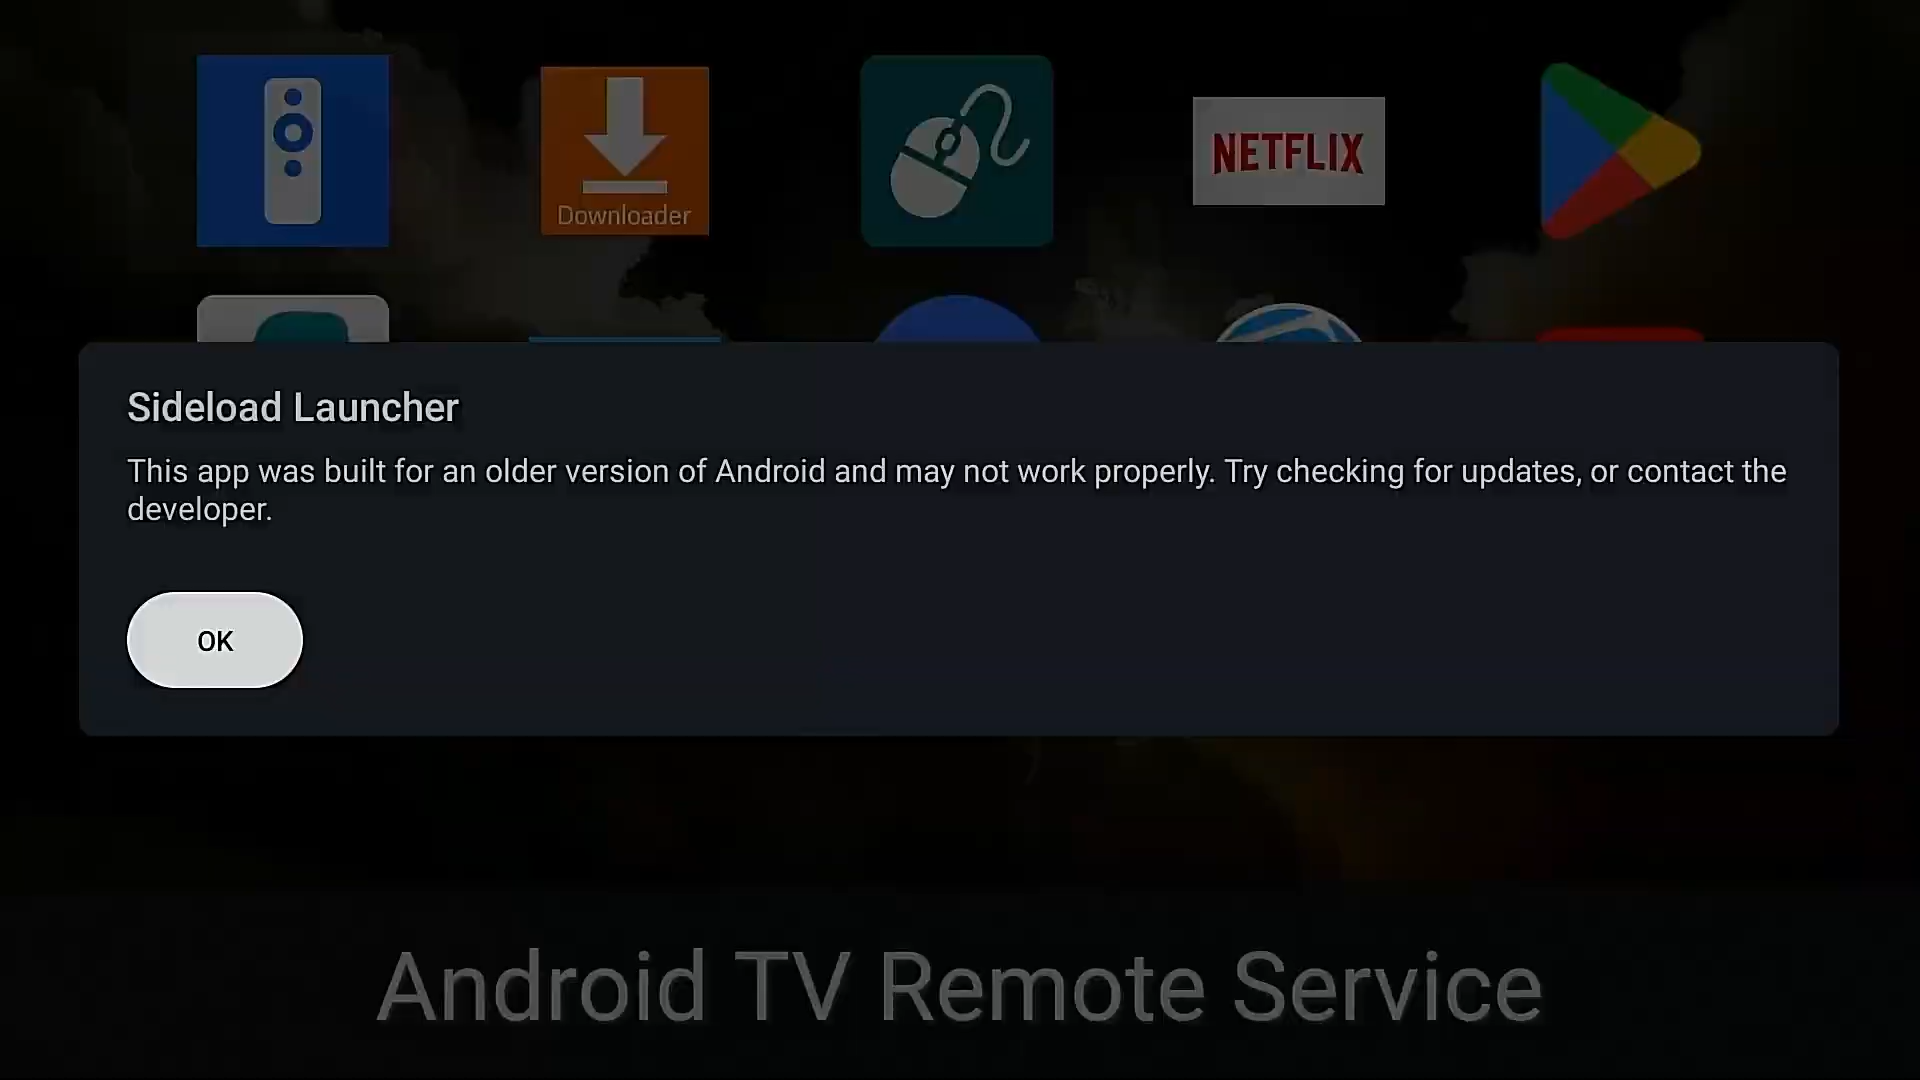 Downloader
NETFLIX
Sideload Launcher
This app was built for an older version of Android and may not work properly. Try checking for updates, or contact the
developer.
OK
Android TV Remote Service